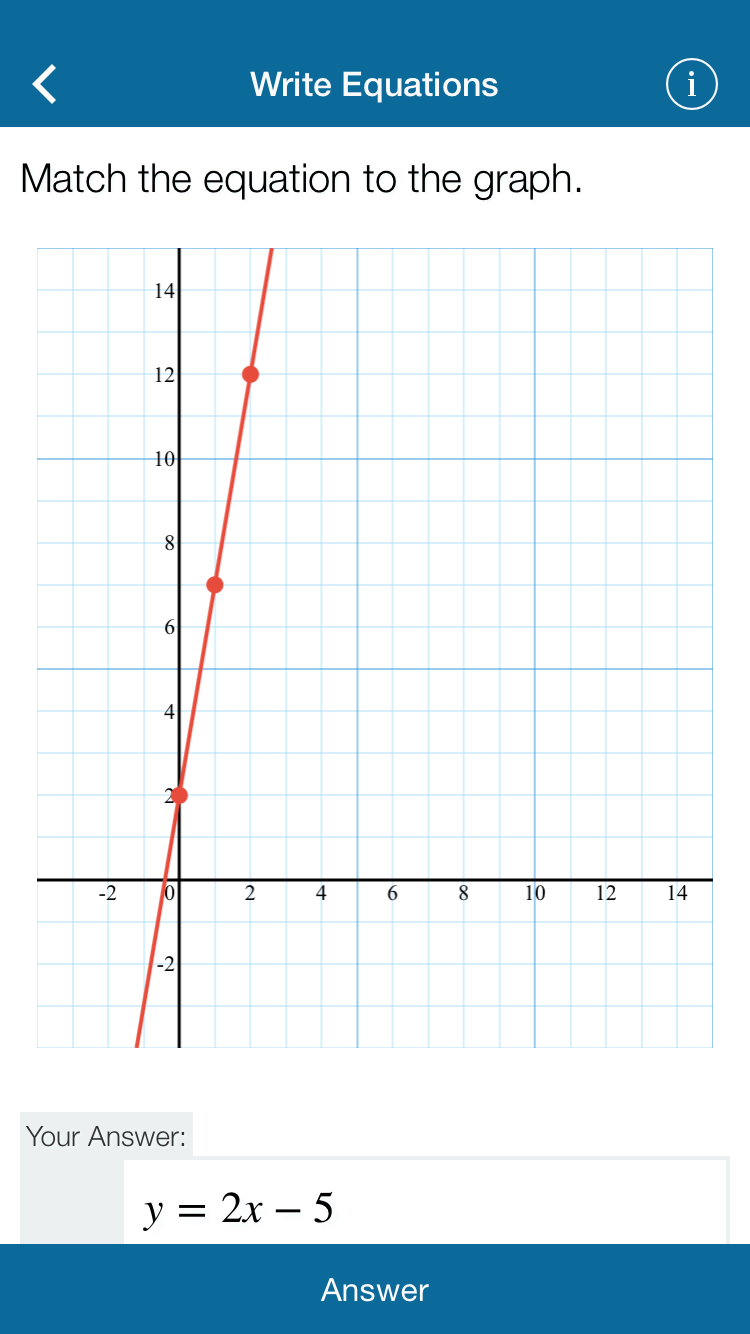 Write Equations
i
Match the equation to the graph.
14
12
10
8
6
4
2
-2 0 2 4 6 8 10 12 14
-2
Your Answer:
y = 2x − 5
Answer